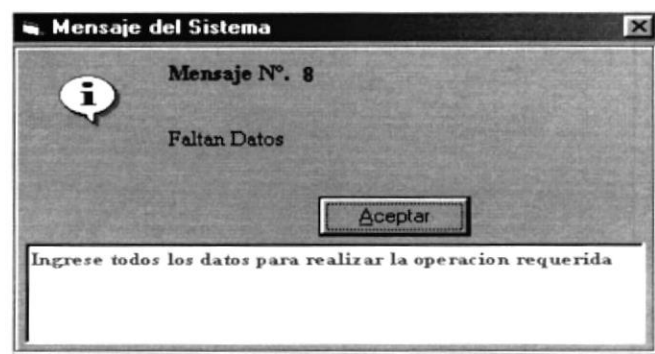 Mensaje del Sistema
Mensaje Nº. 8
Faltan Datos
Aceptar
Ingrese todos los datos para realizar la operacion requerida